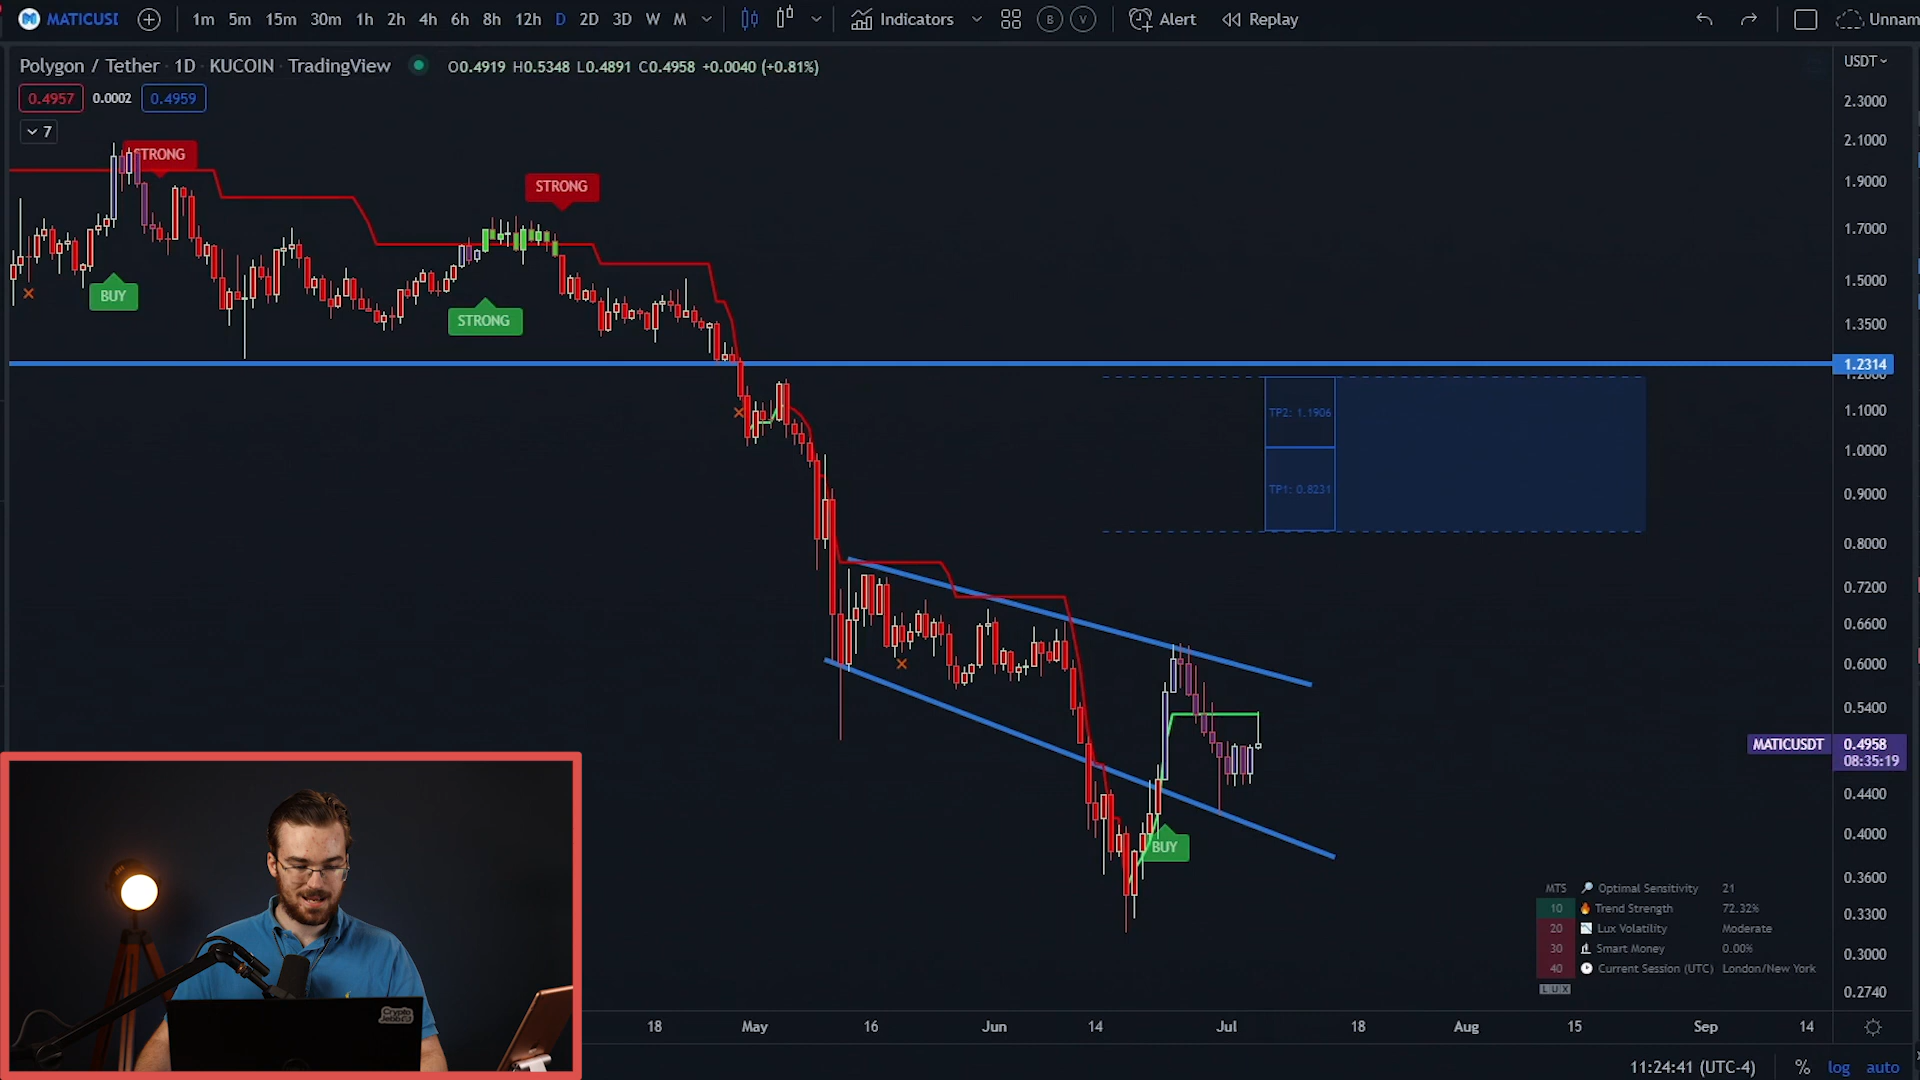 MATICUSI 1m 5m 15m 30m 1h 2h 4h 6h 8h 12h D 2D 3D W M Indicators B V Alert Replay Unnam
Polygon / Tether 1D · KUCOIN TradingView O0.4919 H0.5348 L0.4891 C0.4958 +0.0040 (+0.81%)
USDT
0.4957 0.0002 0.4959
7
2.3000
2.1000
1.9000
1.7000
1.5000
1.3500
1.2314
1.2000
1.1000
1.0000
0.9000
0.8000
0.7200
0.6600
0.6000
0.5400
MATICUSDT 0.4958
08:35:19
0.4400
0.4000
0.3600
0.3300
0.3000
0.2740
STRONG
STRONG
BUY
STRONG
TP2: 1.1906
TP1: 0.8231
BUY
MTS Optimal Sensitivity 21
10 Trend Strength 72.32%
20 Lux Volatility Moderate
30 Smart Money 0.00%
40 Current Session (UTC) London/New York
LUX
18 May 16 Jun 14 Jul 18 Aug 15 Sep 14
11:24:41 (UTC-4) % log auto